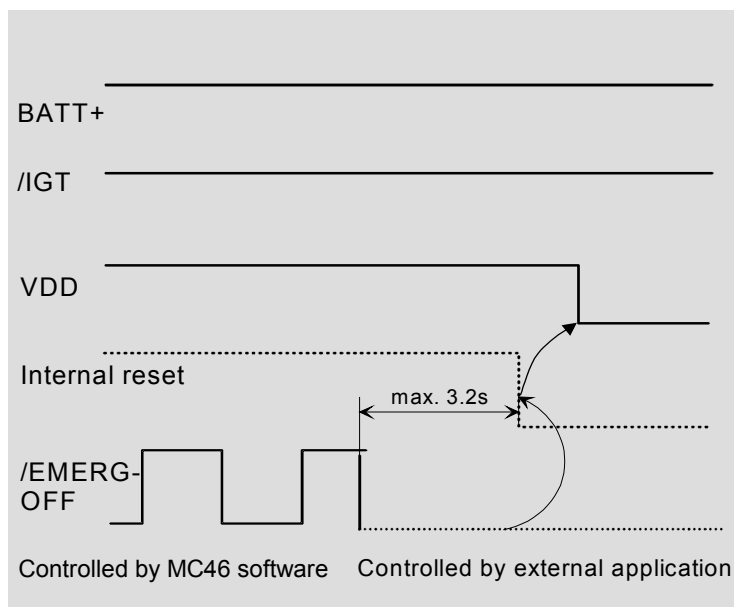 BATT+
/IGT
VDD
Internal reset
max. 3.2s
/EMERG-
OFF
Controlled by MC46 software
Controlled by external application